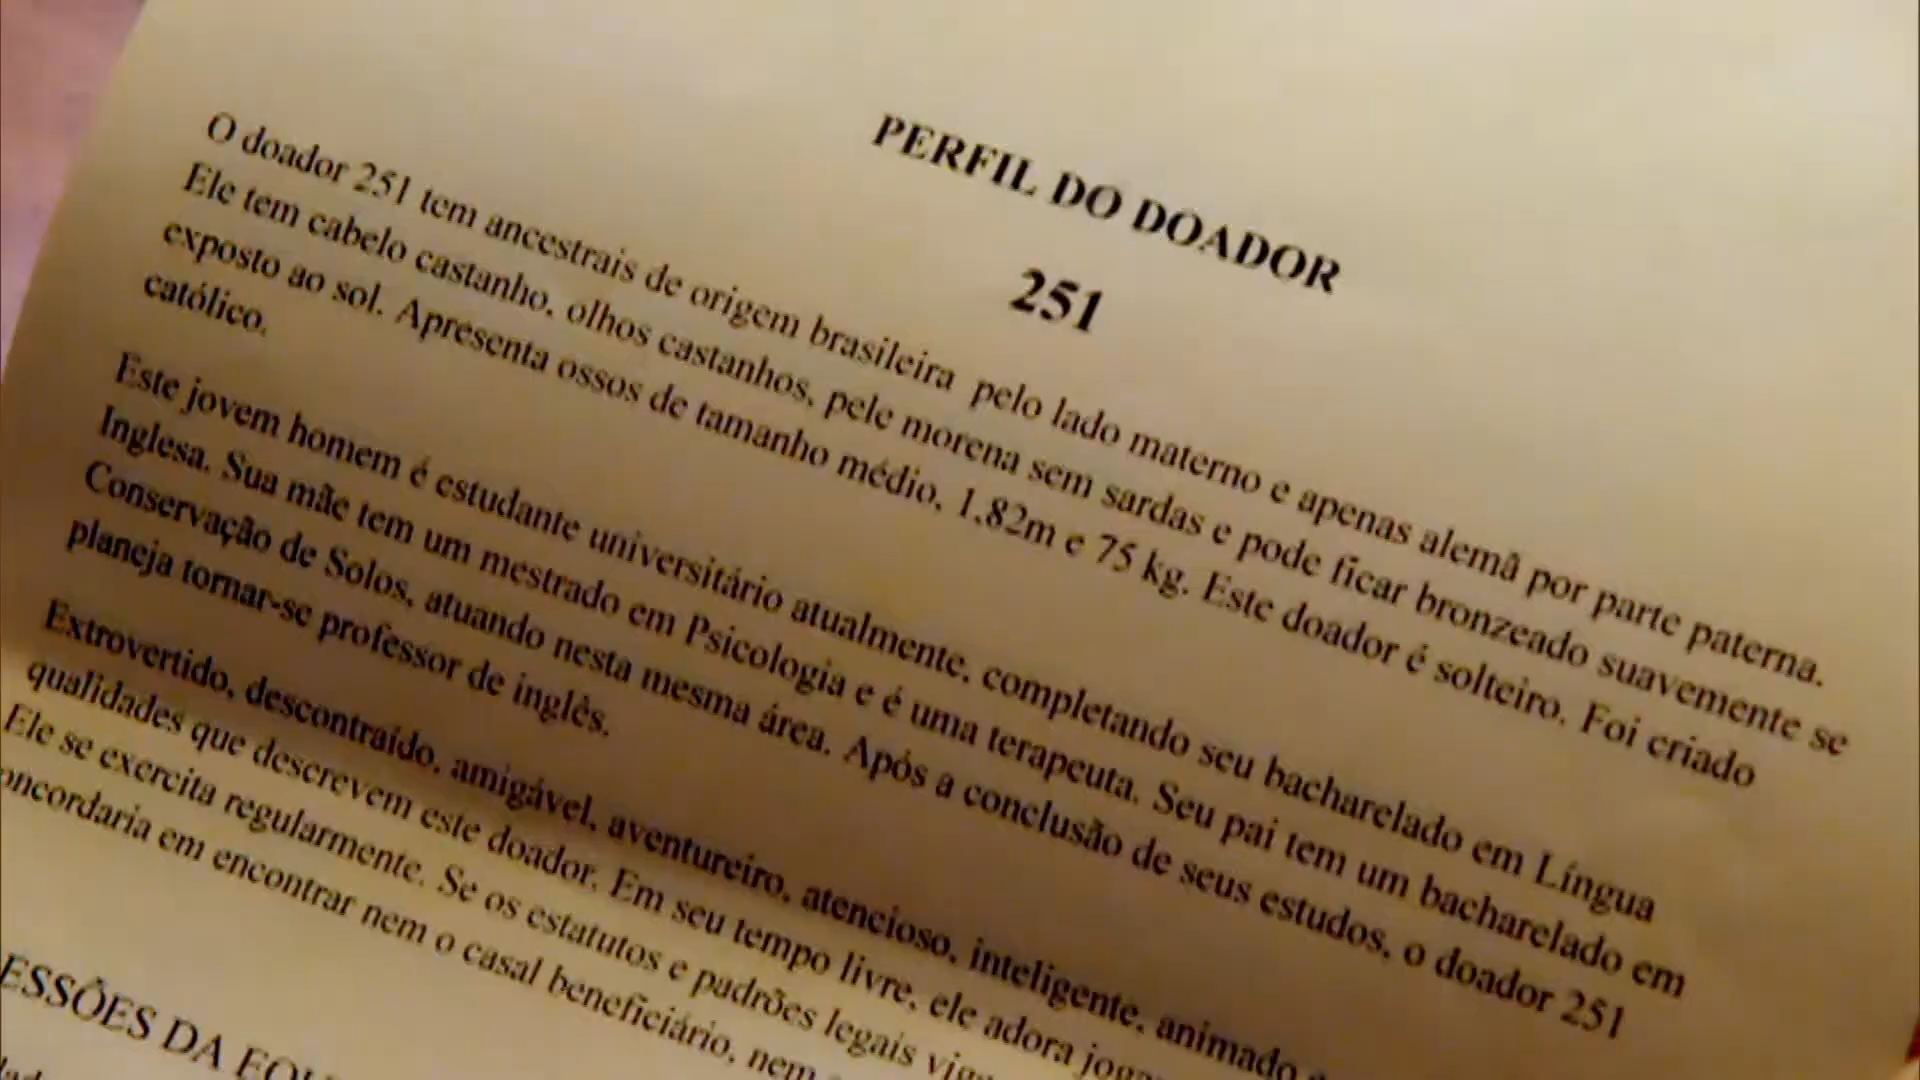 PERFIL DO DOADOR
251
O doador 251 tem ancestrais de origem brasileira pelo lado materno e apenas alemã por parte paterna.
Ele tem cabelo castanho, olhos castanhos, pele morena sem sardas e pode ficar bronzeado suavemente se
exposto ao sol. Apresenta ossos de tamanho médio, 1,82m e 75 kg. Este doador é solteiro. Foi criado
católico.
Este jovem homem é estudante universitário atualmente, completando seu bacharelado em Língua
Inglesa. Sua mãe tem um mestrado em Psicologia e é uma terapeuta. Seu pai tem um bacharelado em
Conservação de Solos, atuando nesta mesma área. Após a conclusão de seus estudos, o doador 251
planeja tornar-se professor de inglês.
Extrovertido, descontraído, amigável, aventureiro, atencioso, inteligente, animado
qualidades que descrevem este doador. Em seu tempo livre, ele adora
Ele se exercita regularmente. Se os estatutos e padrões legais
oncordaria em encontrar nem o casal beneficiário, nem
ESSÕES DA